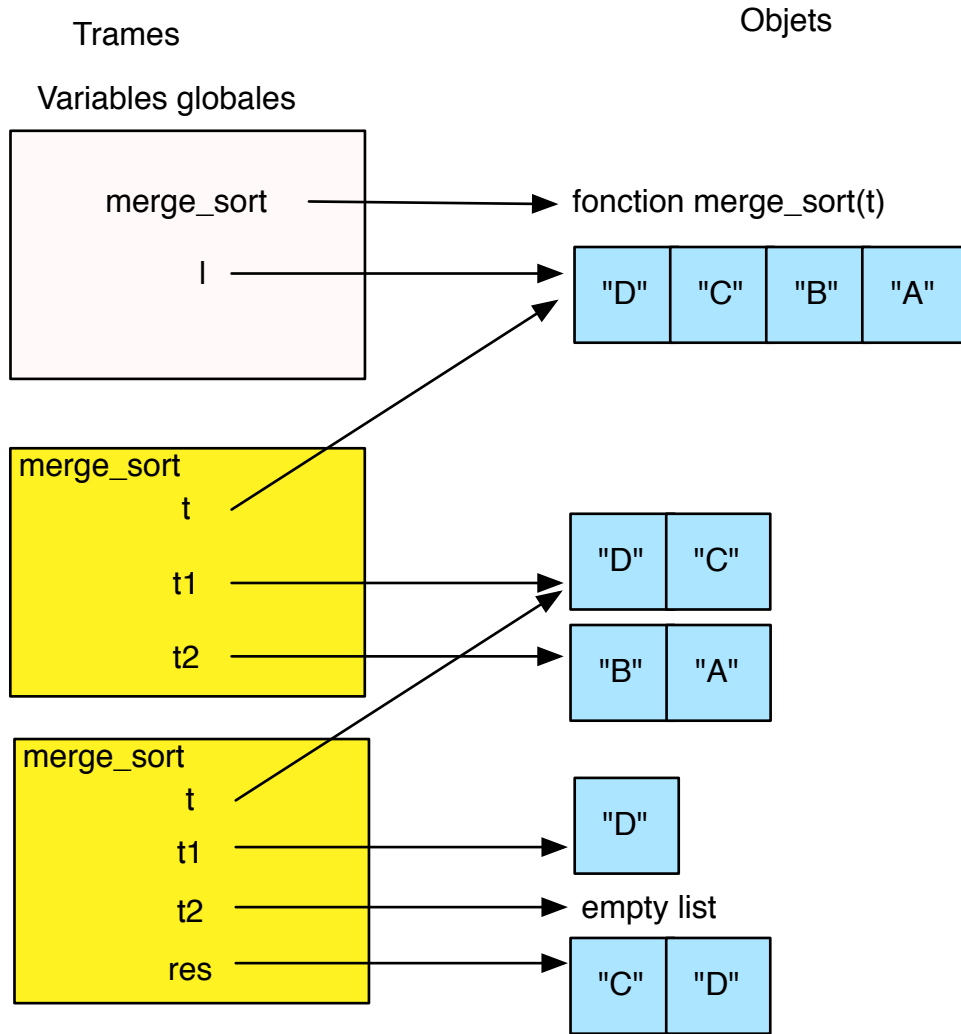 Trames
Objets
Variables globales
merge_sort
fonction merge_sort(t)
l
"D" "C" "B" "A"
merge_sort
t
t1
"D" "C"
t2
"B" "A"
merge_sort
t
"D"
t1
t2
empty list
res
"C" "D"